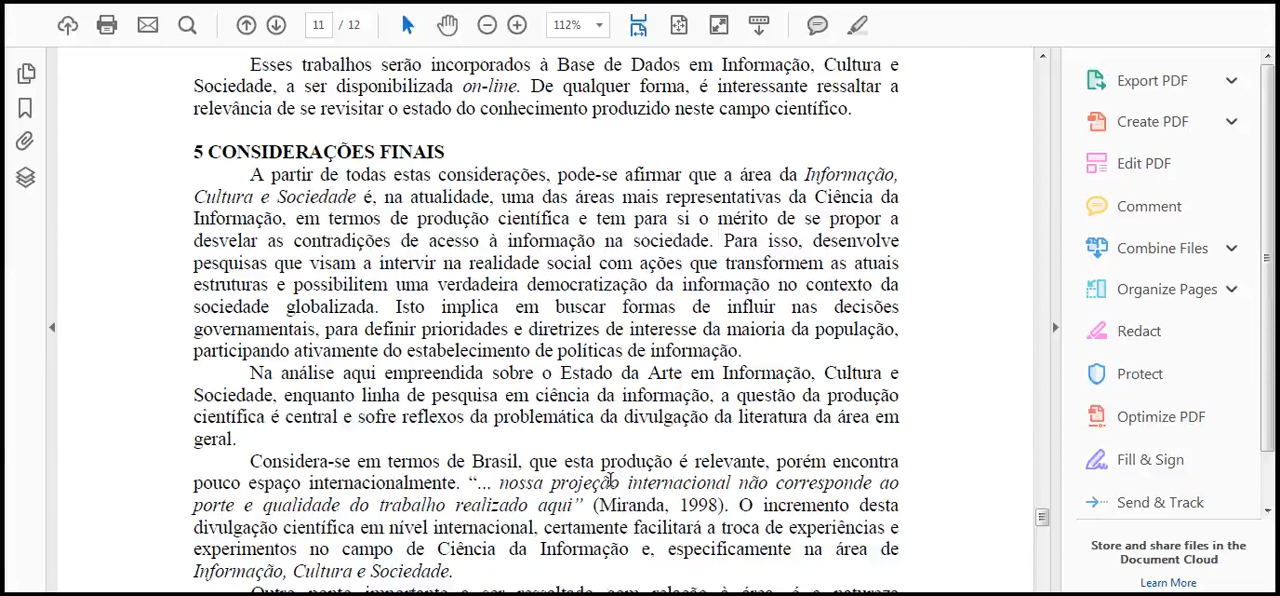 11 / 12
112%
Esses trabalhos serão incorporados à Base de Dados em Informação, Cultura e
Sociedade, a ser disponibilizada on-line. De qualquer forma, é interessante ressaltar a
relevância de se revisitar o estado do conhecimento produzido neste campo científico.
5 CONSIDERAÇÕES FINAIS
A partir de todas estas considerações, pode-se afirmar que a área da Informação,
Cultura e Sociedade é, na atualidade, uma das áreas mais representativas da Ciência da
Informação, em termos de produção científica e tem para si o mérito de se propor a
desvelar as contradições de acesso à informação na sociedade. Para isso, desenvolve
pesquisas que visam a intervir na realidade social com ações que transformem as atuais
estruturas e possibilitem uma verdadeira democratização da informação no contexto da
sociedade globalizada. Isto implica em buscar formas de influir nas decisões
governamentais, para definir prioridades e diretrizes de interesse da maioria da população,
participando ativamente do estabelecimento de políticas de informação.
Na análise aqui empreendida sobre o Estado da Arte em Informação, Cultura e
Sociedade, enquanto linha de pesquisa em ciência da informação, a questão da produção
científica é central e sofre reflexos da problemática da divulgação da literatura da área em
geral.
Considera-se em termos de Brasil, que esta produção é relevante, porém encontra
pouco espaço internacionalmente. “... nossa projeção internacional não corresponde ao
porte e qualidade do trabalho realizado aqui” (Miranda, 1998). O incremento desta
divulgação científica em nível internacional, certamente facilitará a troca de experiências e
experimentos no campo de Ciência da Informação e, especificamente na área de
Informação, Cultura e Sociedade.
Outro ponto importante a ser ressaltado com relação à área, é a natureza
Export PDF
Create PDF
Edit PDF
Comment
Combine Files
Organize Pages
Redact
Protect
Optimize PDF
Fill & Sign
Send & Track
Store and share files in the
Document Cloud
Learn More